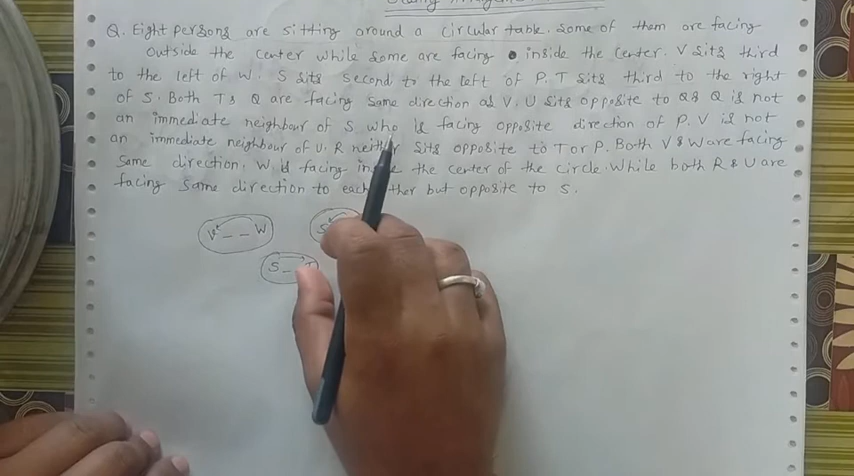 Q. Eight persons are sitting around a circular table. Some of them are facing
outside the center while some are facing inside the center. V sits third
to the left of W. S sits second to the left of P. T sits third to the right
of S. Both T & Q are facing same direction as V. U sits opposite to Q & Q is not
an immediate neighbour of S who is facing opposite direction of P. V is not
an immediate neighbour of U. R neither sits opposite to T or P. Both V & W are facing
same direction. W is facing the center of the circle. While both R & U are
facing same direction to each other but opposite to S.
V _ _ W S
S _ T